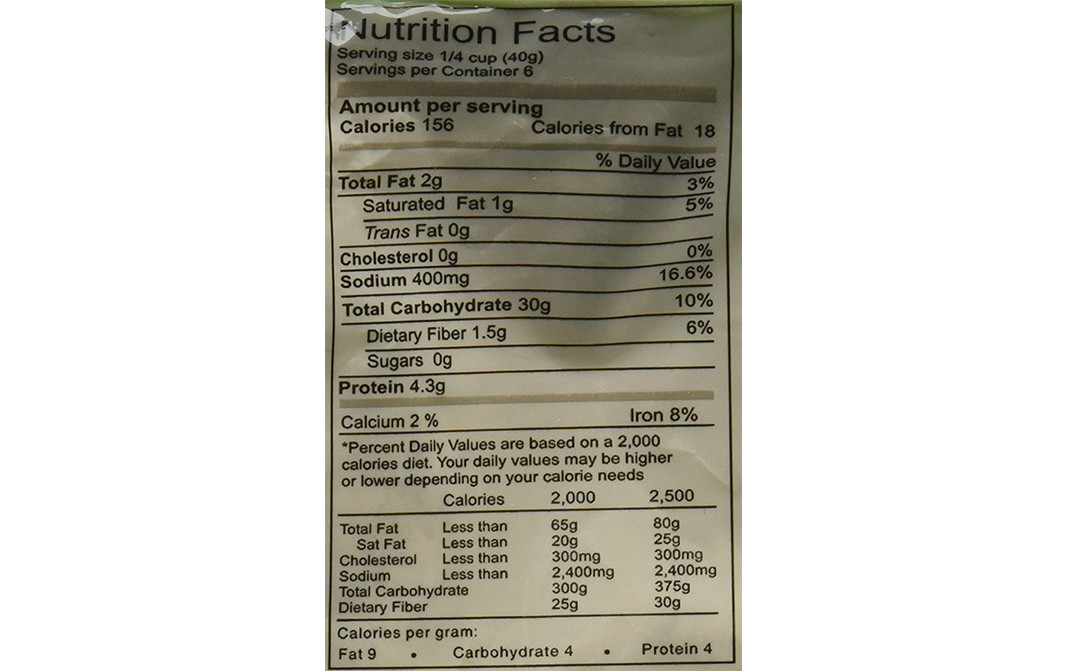 Nutrition Facts
Serving size 1/4 cup (40g)
Servings per Container 6
Amount per serving
Calories 156 Calories from Fat 18
% Daily Value
Total Fat 2g 3%
Saturated Fat 1g 5%
Trans Fat 0g
Cholesterol 0g 0%
Sodium 400mg 16.6%
Total Carbohydrate 30g 10%
Dietary Fiber 1.5g 6%
Sugars 0g
Protein 4.3g
Calcium 2 % Iron 8%
*Percent Daily Values are based on a 2,000
calories diet. Your daily values may be higher
or lower depending on your calorie needs
Calories 2,000 2,500
Total Fat Less than 65g 80g
Sat Fat Less than 20g 25g
Cholesterol Less than 300mg 300mg
Sodium Less than 2,400mg 2,400mg
Total Carbohydrate 300g 375g
Dietary Fiber 25g 30g
Calories per gram:
Fat 9 • Carbohydrate 4 • Protein 4